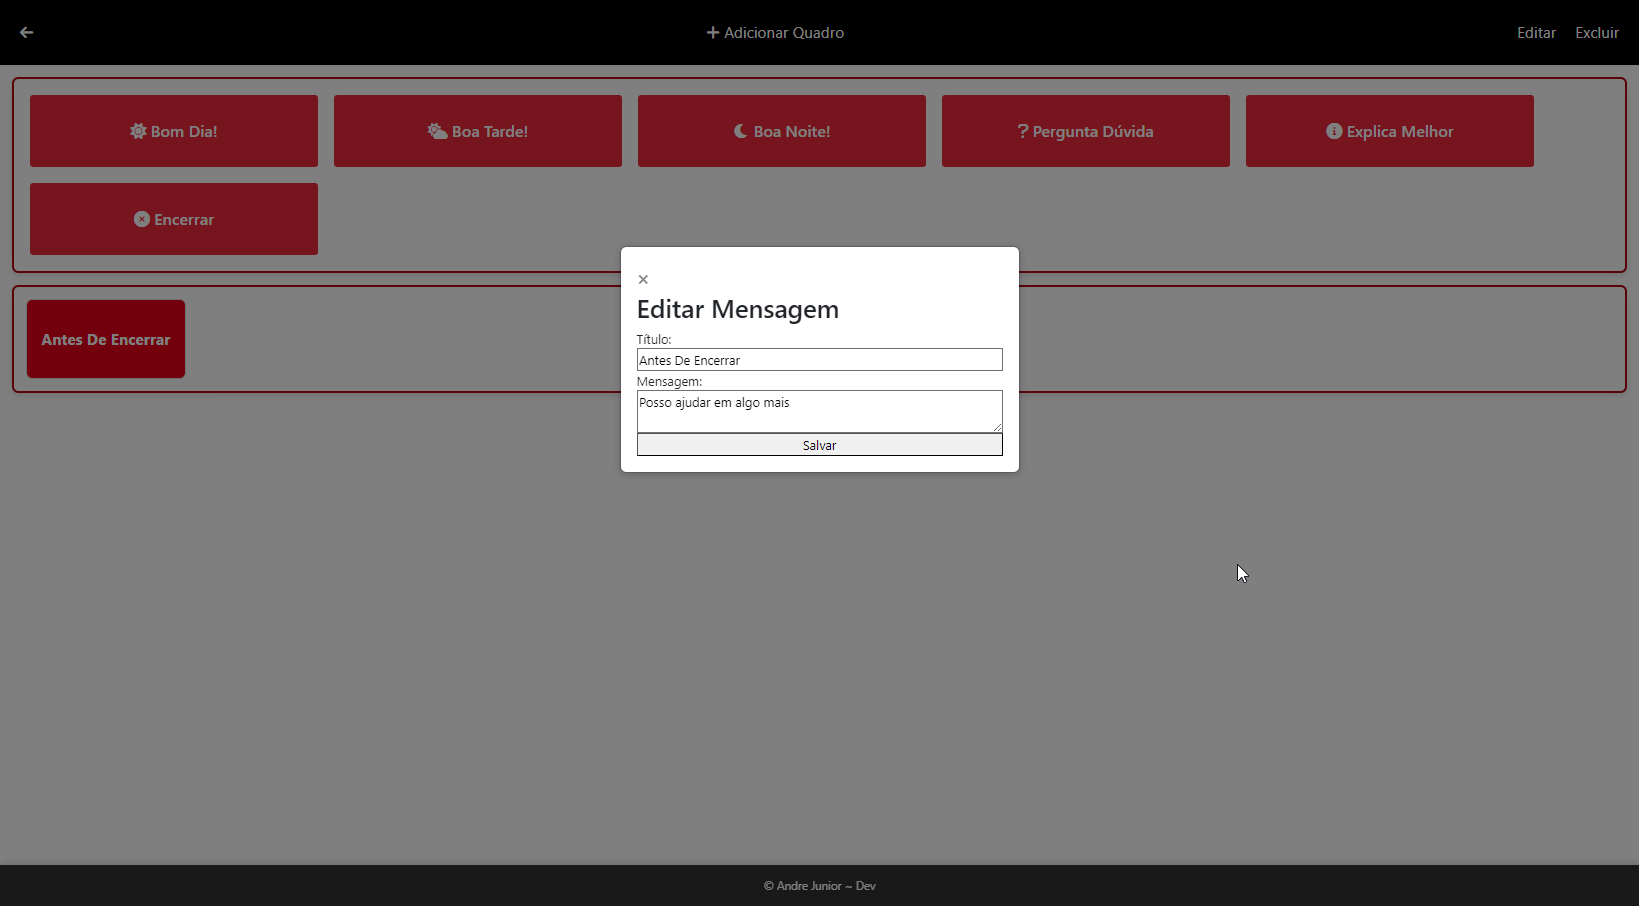 Adicionar Quadro
Editar
Excluir
Bom Dia!
Boa Tarde!
Boa Noite!
? Pergunta Dúvida
Explica Melhor
Encerrar
Antes De Encerrar
×
Editar Mensagem
Título:
Antes De Encerrar
Mensagem:
Posso ajudar em algo mais
Salvar
© Andre Junior ~ Dev